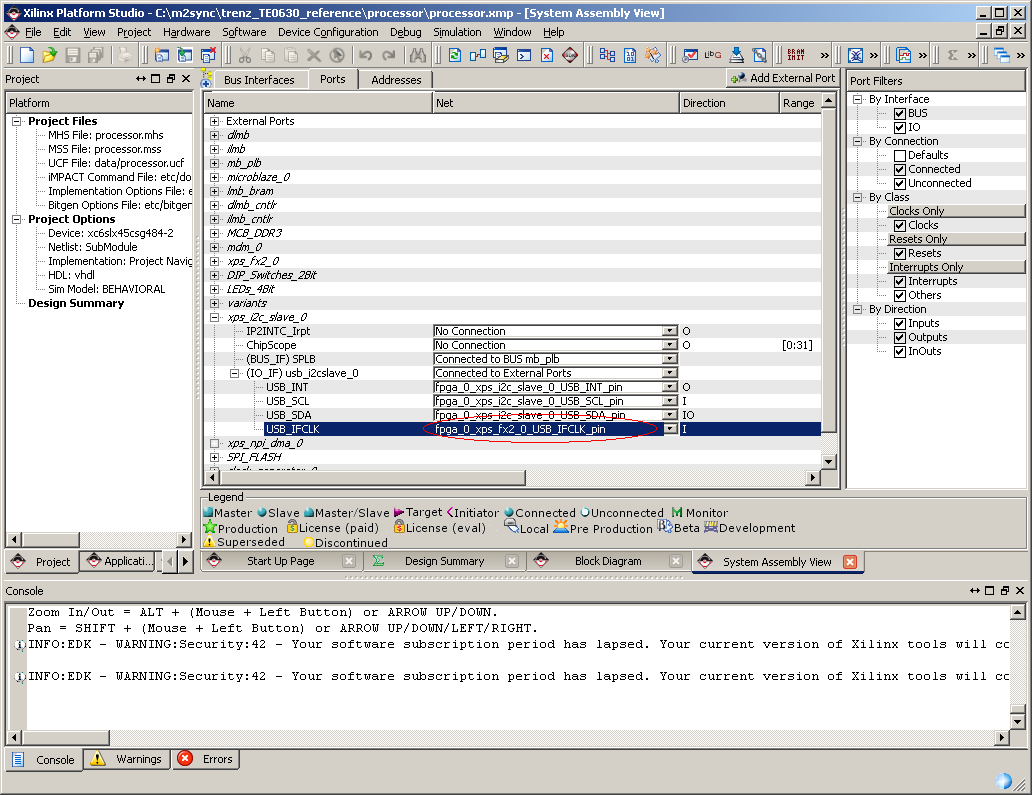 Xilinx Platform Studio - C:\m2sync\trenz_TE0630_reference\processor\processor.xmp - [System Assembly View]
File Edit View Project Hardware Software Device Configuration Debug Simulation Window Help
Project
Platform
Project Files
MHS File: processor.mhs
MSS File: processor.mss
UCF File: data/processor.ucf
iMPACT Command File: etc/do
Implementation Options File: e
Bitgen Options File: etc/bitgen
Project Options
Device: xc6slx45csg484-2
Netlist: SubModule
Implementation: Project Navig
HDL: vhdl
Sim Model: BEHAVIORAL
Design Summary
Project Applicati...
Bus Interfaces Ports Addresses Add External Port
Name Net Direction Range
External Ports
dlmb
ilmb
mb_plb
microblaze_0
lmb_bram
dlmb_cntlr
ilmb_cntlr
MCB_DDR3
mdm_0
xps_fx2_0
DIP_Switches_2Bit
LEDs_4Bit
variants
xps_i2c_slave_0
IP2INTC_Irpt No Connection O
ChipScope No Connection O [0:31]
(BUS_IF) SPLB Connected to BUS mb_plb
(IO_IF) usb_i2cslave_0 Connected to External Ports
USB_INT fpga_0_xps_i2c_slave_0_USB_INT_pin O
USB_SCL fpga_0_xps_i2c_slave_0_USB_SCL_pin I
USB_SDA fpga_0_xps_i2c_slave_0_USB_SDA_pin IO
USB_IFCLK fpga_0_xps_fx2_0_USB_IFCLK_pin I
xps_npi_dma_0
SPI_FLASH
clock_generator_0
Legend
Master Slave Master/Slave Target Initiator Connected Unconnected M Monitor
Production License (paid) License (eval) Local Pre Production Beta Development
Superseded Discontinued
Start Up Page Design Summary Block Diagram System Assembly View
Port Filters
By Interface
BUS
IO
By Connection
Defaults
Connected
Unconnected
By Class
Clocks Only
Clocks
Resets Only
Resets
Interrupts Only
Interrupts
Others
By Direction
Inputs
Outputs
InOuts
Console
Zoom In/Out = ALT + (Mouse + Left Button) or ARROW UP/DOWN.
Pan = SHIFT + (Mouse + Left Button) or ARROW UP/DOWN/LEFT/RIGHT.
INFO:EDK - WARNING:Security:42 - Your software subscription period has lapsed. Your current version of Xilinx tools will co
INFO:EDK - WARNING:Security:42 - Your software subscription period has lapsed. Your current version of Xilinx tools will co
Console Warnings Errors